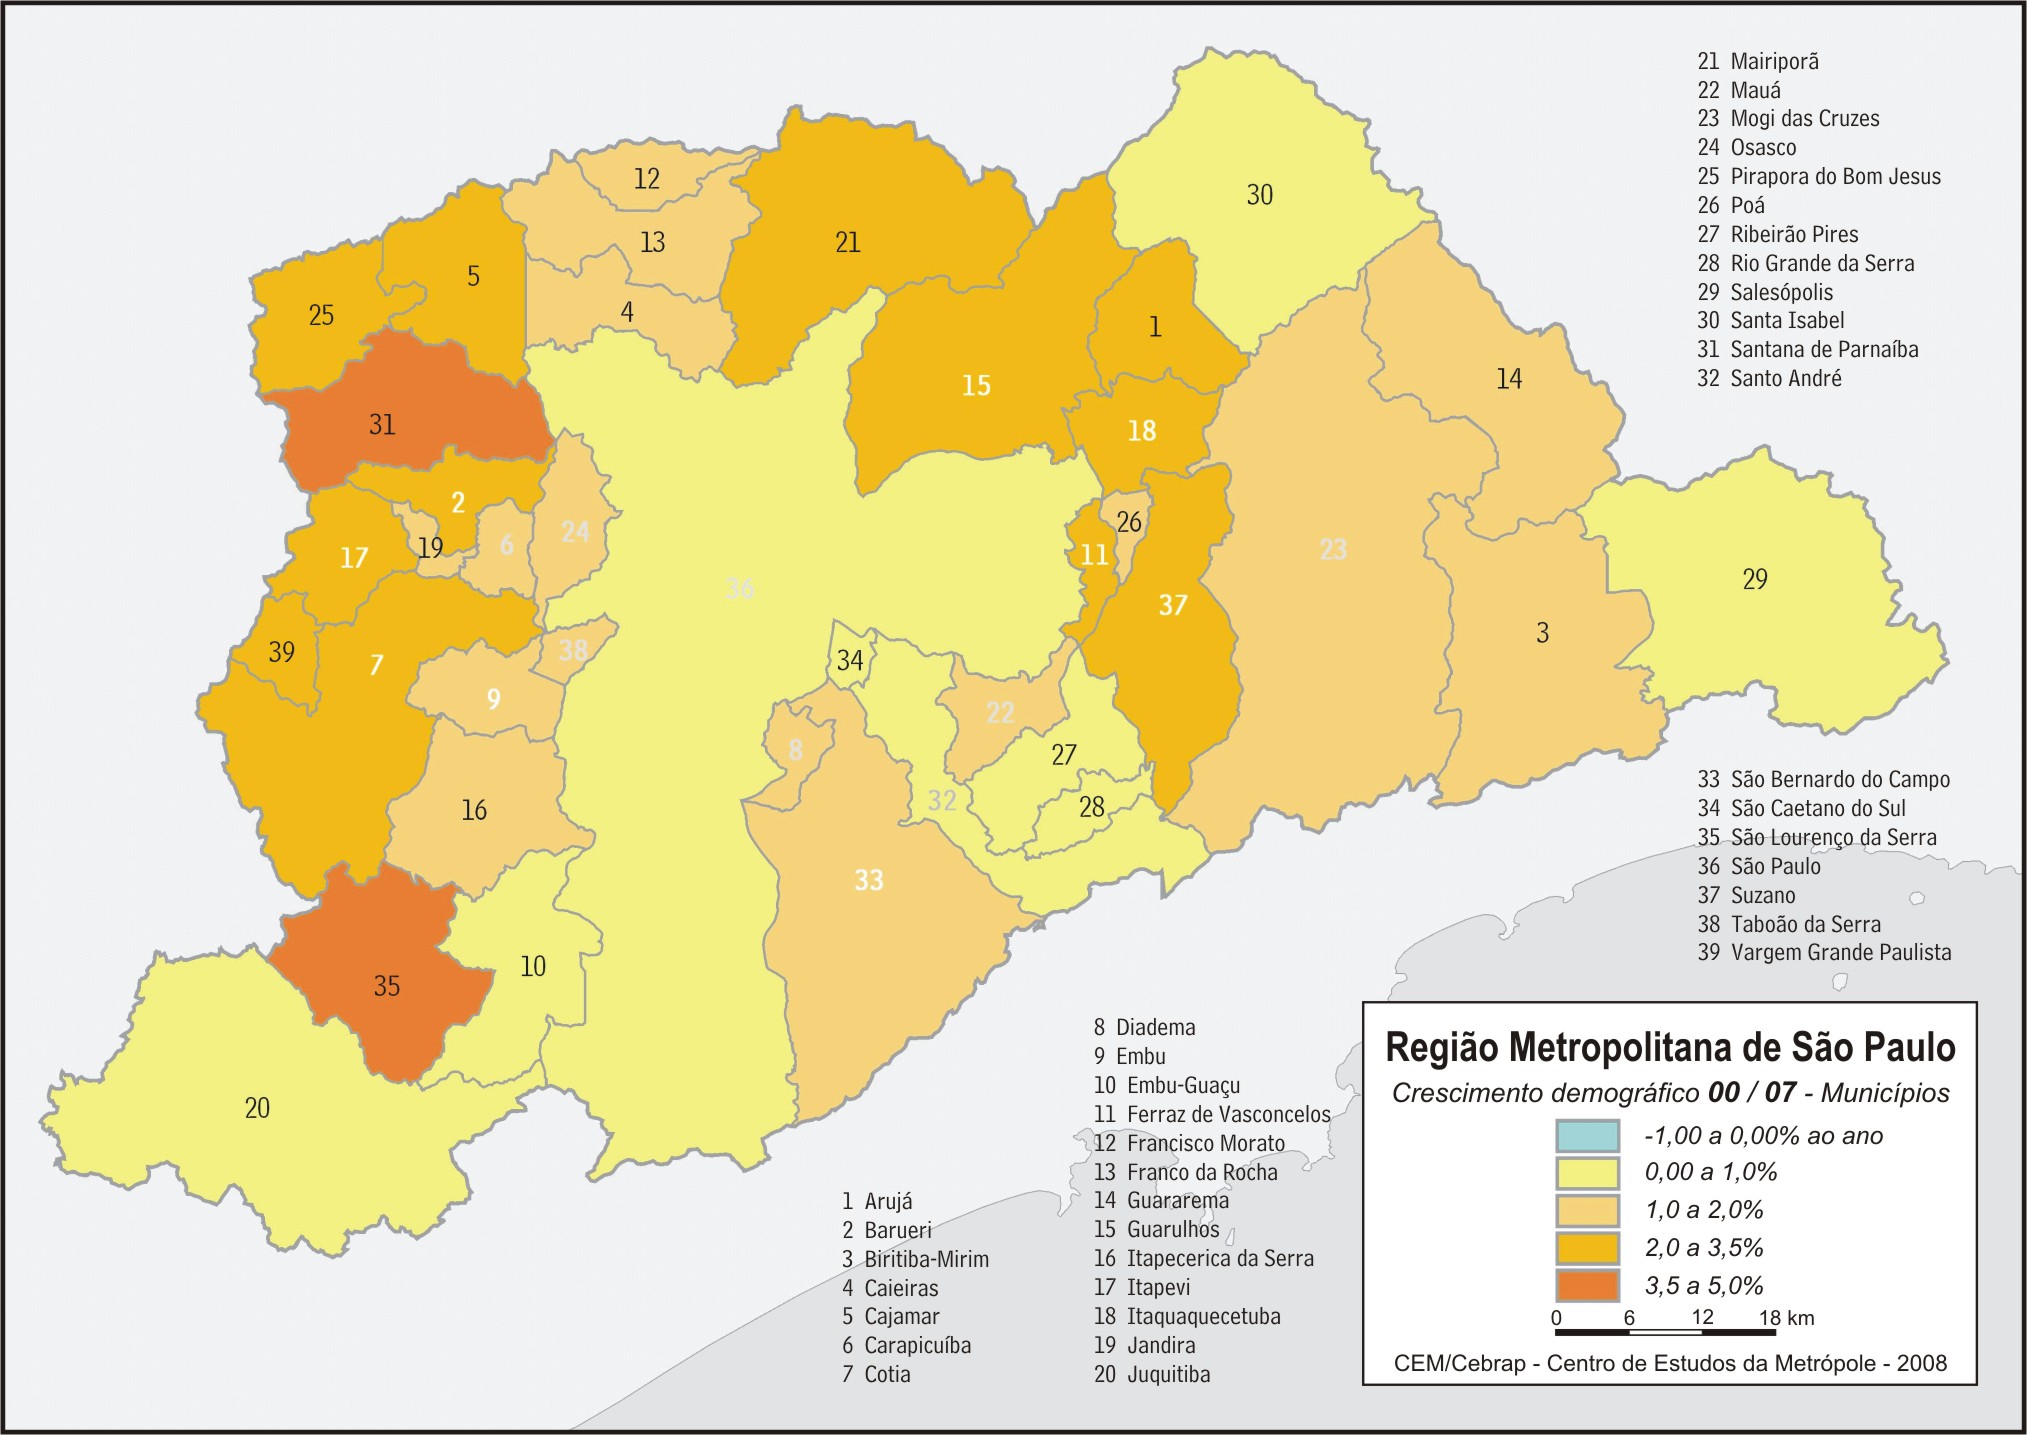 21 Mairiporã
22 Mauá
23 Mogi das Cruzes
24 Osasco
25 Pirapora do Bom Jesus
26 Poá
27 Ribeirão Pires
28 Rio Grande da Serra
29 Salesópolis
30 Santa Isabel
31 Santana de Parnaíba
32 Santo André
12
30
13
21
5
25
4
1
14
15
31
18
2
26
24
6
19
17
11
23
29
36
37
3
39
38
34
7
9
22
8
27
32
28
16
33
10
35
20
33 São Bernardo do Campo
34 São Caetano do Sul
35 São Lourenço da Serra
36 São Paulo
37 Suzano
38 Taboão da Serra
39 Vargem Grande Paulista
1 Arujá
2 Barueri
3 Biritiba-Mirim
4 Caieiras
5 Cajamar
6 Carapicuíba
7 Cotia
8 Diadema
9 Embu
10 Embu-Guaçu
11 Ferraz de Vasconcelos
12 Francisco Morato
13 Franco da Rocha
14 Guararema
15 Guarulhos
16 Itapecerica da Serra
17 Itapevi
18 Itaquaquecetuba
19 Jandira
20 Juquitiba
Região Metropolitana de São Paulo
Crescimento demográfico 00 / 07 - Municípios
-1,00 a 0,00% ao ano
0,00 a 1,0%
1,0 a 2,0%
2,0 a 3,5%
3,5 a 5,0%
0 6 12 18 km
CEM/Cebrap - Centro de Estudos da Metrópole - 2008